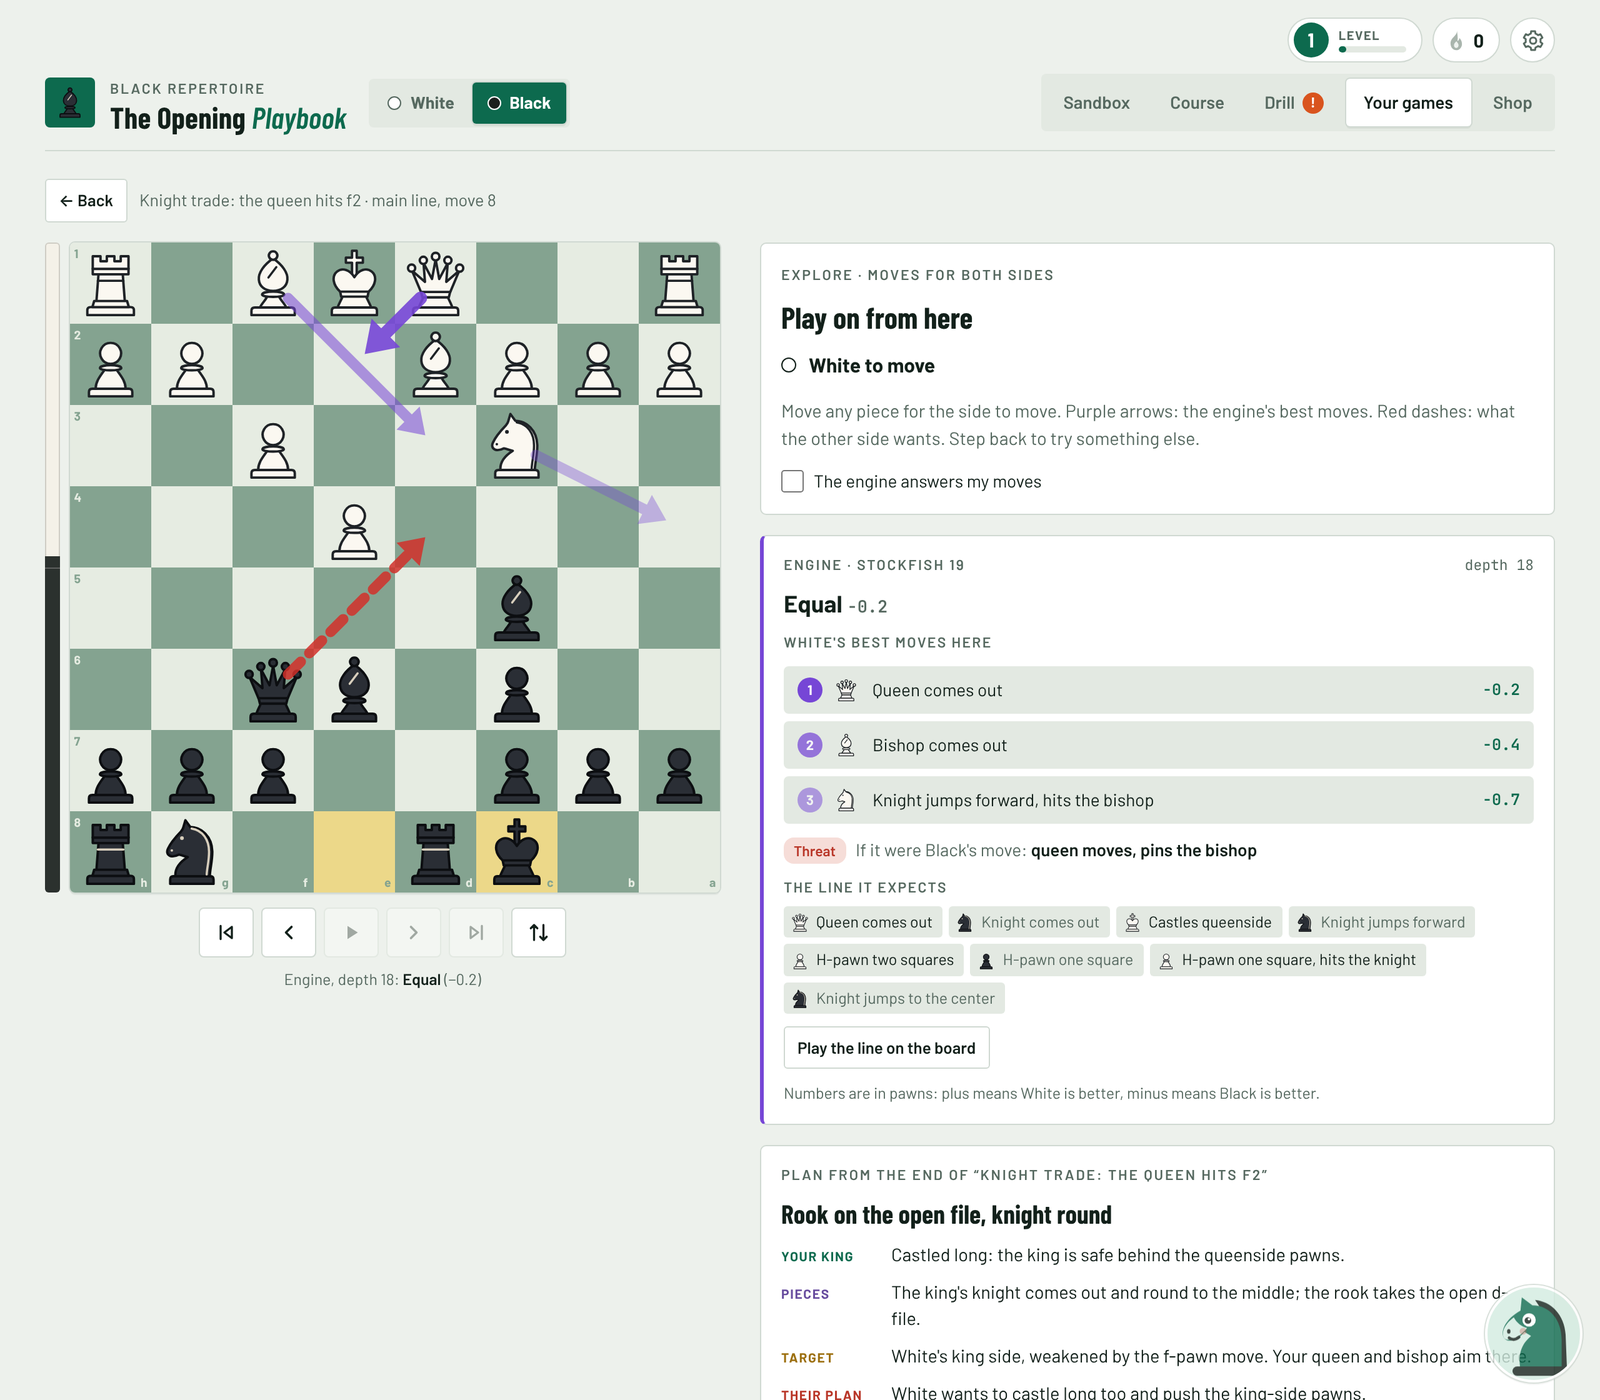 1 LEVEL 0
BLACK REPERTOIRE
The Opening Playbook
White Black
Sandbox Course Drill ! Your games Shop
← Back Knight trade: the queen hits f2 · main line, move 8
1
2
3
4
5
6
7
8
h g f e d c b a
Engine, depth 18: Equal (−0.2)
EXPLORE · MOVES FOR BOTH SIDES
Play on from here
White to move
Move any piece for the side to move. Purple arrows: the engine's best moves. Red dashes: what
the other side wants. Step back to try something else.
The engine answers my moves
ENGINE · STOCKFISH 19 depth 18
Equal -0.2
WHITE'S BEST MOVES HERE
1 Queen comes out -0.2
2 Bishop comes out -0.4
3 Knight jumps forward, hits the bishop -0.7
Threat If it were Black's move: queen moves, pins the bishop
THE LINE IT EXPECTS
Queen comes out Knight comes out Castles queenside Knight jumps forward
H-pawn two squares H-pawn one square H-pawn one square, hits the knight
Knight jumps to the center
Play the line on the board
Numbers are in pawns: plus means White is better, minus means Black is better.
PLAN FROM THE END OF “KNIGHT TRADE: THE QUEEN HITS F2”
Rook on the open file, knight round
YOUR KING Castled long: the king is safe behind the queenside pawns.
PIECES The king's knight comes out and round to the middle; the rook takes the open d-
file.
TARGET White's king side, weakened by the f-pawn move. Your queen and bishop aim there.
THEIR PLAN White wants to castle long too and push the king-side pawns.